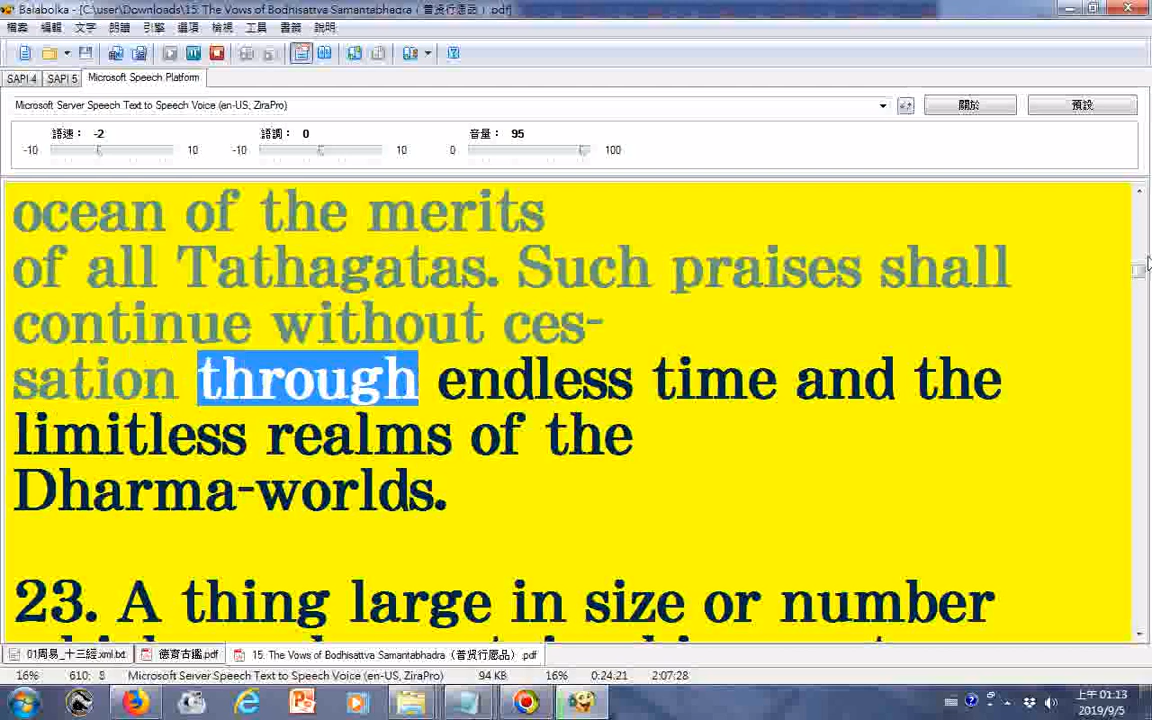 Balabolka - [C:\user\Downloads\15. The Vows of Bodhisattva Samantabhadra（普賢行愿品）.pdf]
檔案 編輯 文字 朗讀 引擎 選項 檢視 工具 書籤 說明
SAPI 4 SAPI 5 Microsoft Speech Platform
Microsoft Server Speech Text to Speech Voice (en-US, ZiraPro) 關於 預設
語速： -2 語調： 0 音量： 95
-10 10 -10 10 0 100
ocean of the merits
of all Tathagatas. Such praises shall
continue without ces-
sation through endless time and the
limitless realms of the
Dharma-worlds.
23. A thing large in size or number
01周易_十三經.xml.txt 德育古鑑.pdf 15. The Vows of Bodhisattva Samantabhadra（普賢行愿品）.pdf
16% 610; 8 Microsoft Server Speech Text to Speech Voice (en-US, ZiraPro) 94 KB 16% 0:24:21 2:07:28
上午 01:13
2019/9/5